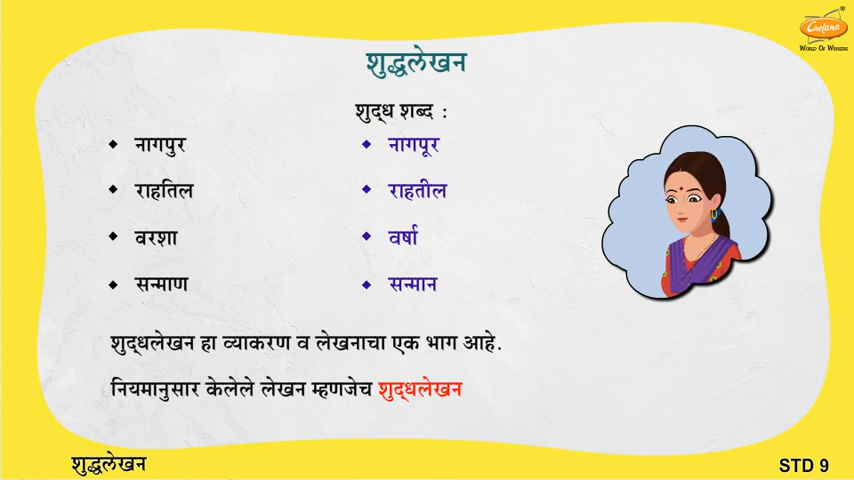 Chetana
WORLD OF WINNERS
शुद्धलेखन
शुद्ध शब्द :
◆ नागपुर ◆ नागपूर
◆ राहतिल ◆ राहतील
◆ वरशा ◆ वर्षा
◆ सन्माण ◆ सन्मान
शुद्धलेखन हा व्याकरण व लेखनाचा एक भाग आहे.
नियमानुसार केलेले लेखन म्हणजेच शुद्धलेखन
शुद्धलेखन STD 9